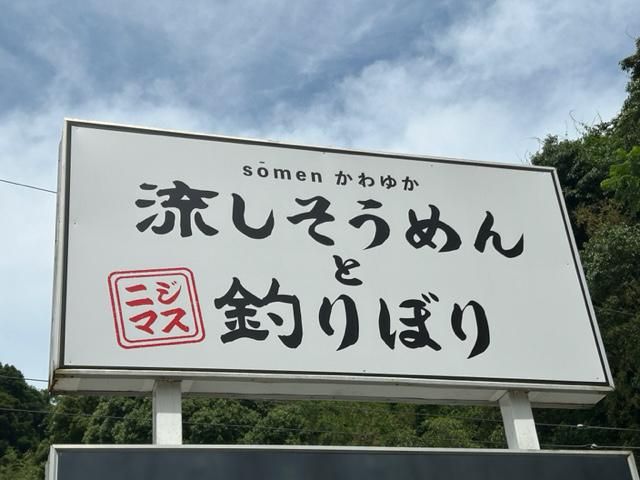 sōmen かわゆか
流しそうめん
と
ニジ
マス
釣りぼり